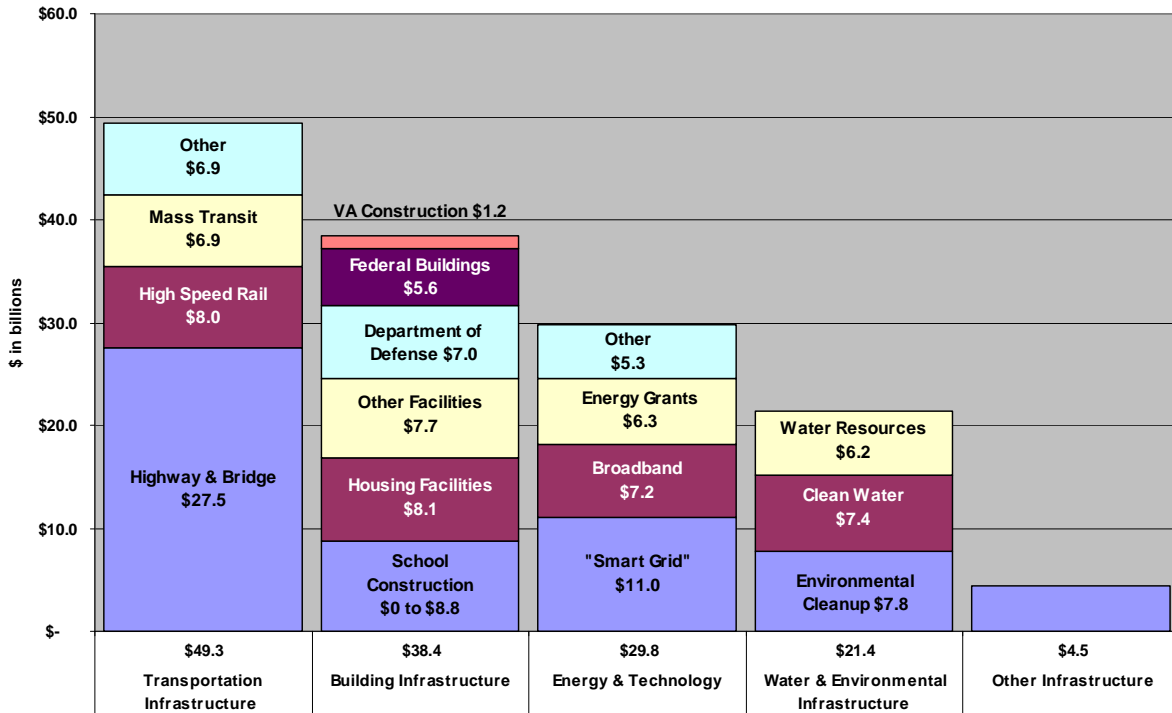 $60.0
$50.0
$40.0
$30.0
$20.0
$10.0
$-
$ in billions
Other
$6.9
Mass Transit
$6.9
High Speed Rail
$8.0
Highway & Bridge
$27.5
VA Construction $1.2
Federal Buildings
$5.6
Department of
Defense $7.0
Other Facilities
$7.7
Housing Facilities
$8.1
School
Construction
$0 to $8.8
Other
$5.3
Energy Grants
$6.3
Broadband
$7.2
"Smart Grid"
$11.0
Water Resources
$6.2
Clean Water
$7.4
Environmental
Cleanup $7.8
$49.3
Transportation
Infrastructure
$38.4
Building Infrastructure
$29.8
Energy & Technology
$21.4
Water & Environmental
Infrastructure
$4.5
Other Infrastructure